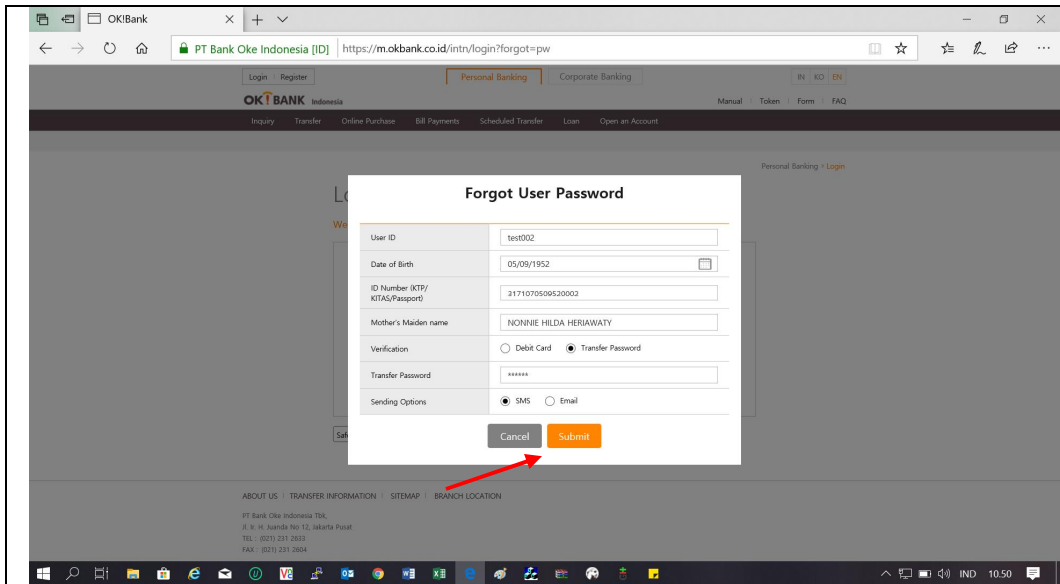 OK!Bank
PT Bank Oke Indonesia [ID] https://m.okbank.co.id/intn/login?forgot=pw
Login Register
Personal Banking
Corporate Banking
IN KO EN
OK!BANK Indonesia
Manual Token Form FAQ
Inquiry Transfer Online Purchase Bill Payments Scheduled Transfer Loan Open an Account
Personal Banking › Login
Forgot User Password
User ID test002
Date of Birth 05/09/1952
ID Number (KTP/
KITAS/Passport) 3171070509520002
Mother's Maiden name NONNIE HILDA HERIAWATY
Verification Debit Card Transfer Password
Transfer Password ******
Sending Options SMS Email
Cancel Submit
ABOUT US TRANSFER INFORMATION SITEMAP BRANCH LOCATION
PT Bank Oke Indonesia Tbk,
Jl. Ir. H. Juanda No 12, Jakarta Pusat
TEL : (021) 231 2633
FAX : (021) 231 2604
IND 10.50